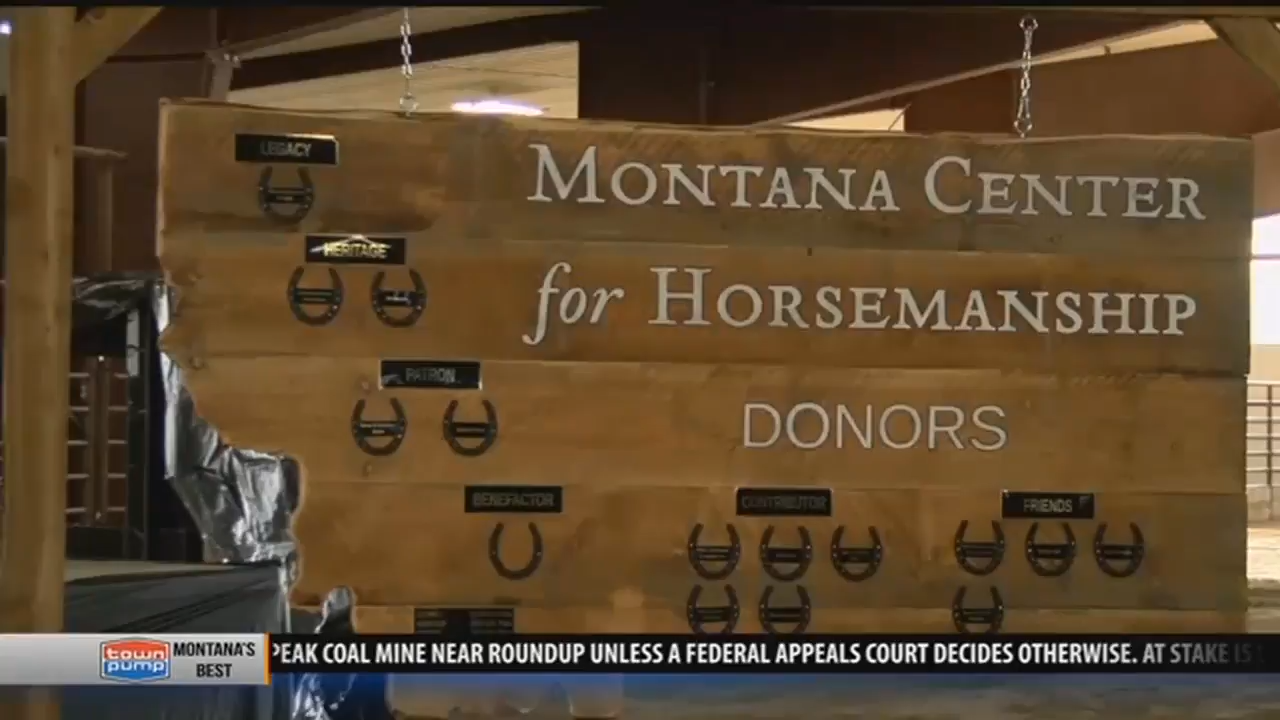 LEGACY
MONTANA CENTER
HERITAGE
for HORSEMANSHIP
PATRON
DONORS
BENEFACTOR
CONTRIBUTOR
FRIENDS
town pump
MONTANA'S BEST
PEAK COAL MINE NEAR ROUNDUP UNLESS A FEDERAL APPEALS COURT DECIDES OTHERWISE. AT STAKE IS